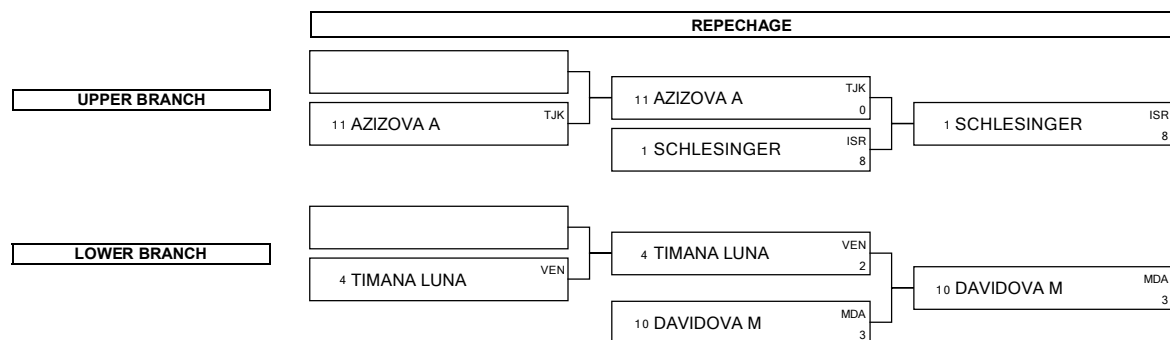 REPECHAGE
UPPER BRANCH
11 AZIZOVA A TJK
11 AZIZOVA A TJK 0
1 SCHLESINGER ISR 8
1 SCHLESINGER ISR 8
LOWER BRANCH
4 TIMANA LUNA VEN
4 TIMANA LUNA VEN 2
10 DAVIDOVA M MDA 3
10 DAVIDOVA M MDA 3